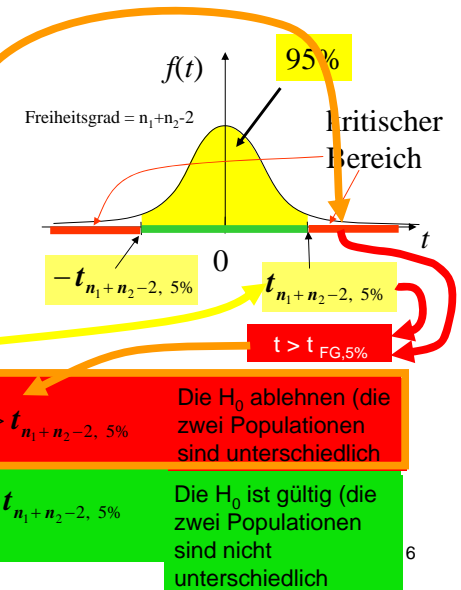 f(t)
95%
Freiheitsgrad = n₁+n₂-2
kritischer
Bereich
t
0
−tₙ₁₊ₙ₂₋₂, 5%
tₙ₁₊ₙ₂₋₂, 5%
t > t FG,5%
> tₙ₁₊ₙ₂₋₂, 5%
Die H₀ ablehnen (die
zwei Populationen
sind unterschiedlich
tₙ₁₊ₙ₂₋₂, 5%
Die H₀ ist gültig (die
zwei Populationen
sind nicht
unterschiedlich
6